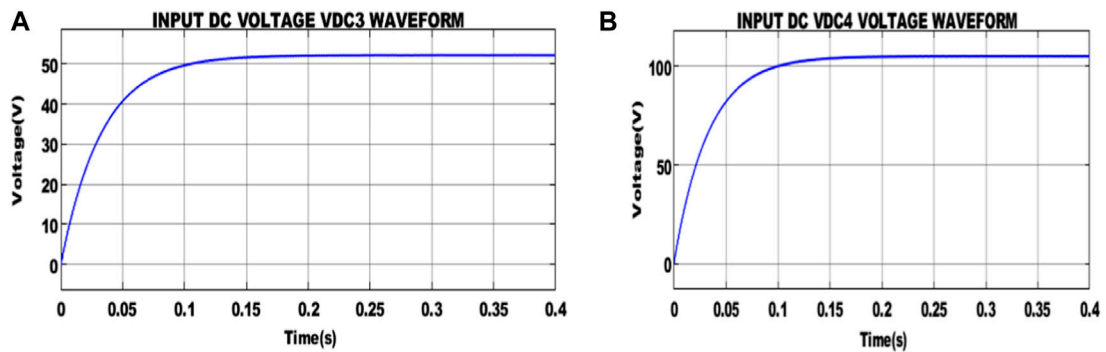 A
INPUT DC VOLTAGE VDC3 WAVEFORM
Voltage(V)
50
40
30
20
10
0
0 0.05 0.1 0.15 0.2 0.25 0.3 0.35 0.4
Time(s)
B
INPUT DC VDC4 VOLTAGE WAVEFORM
Voltage(V)
100
50
0
0 0.05 0.1 0.15 0.2 0.25 0.3 0.35 0.4
Time(s)